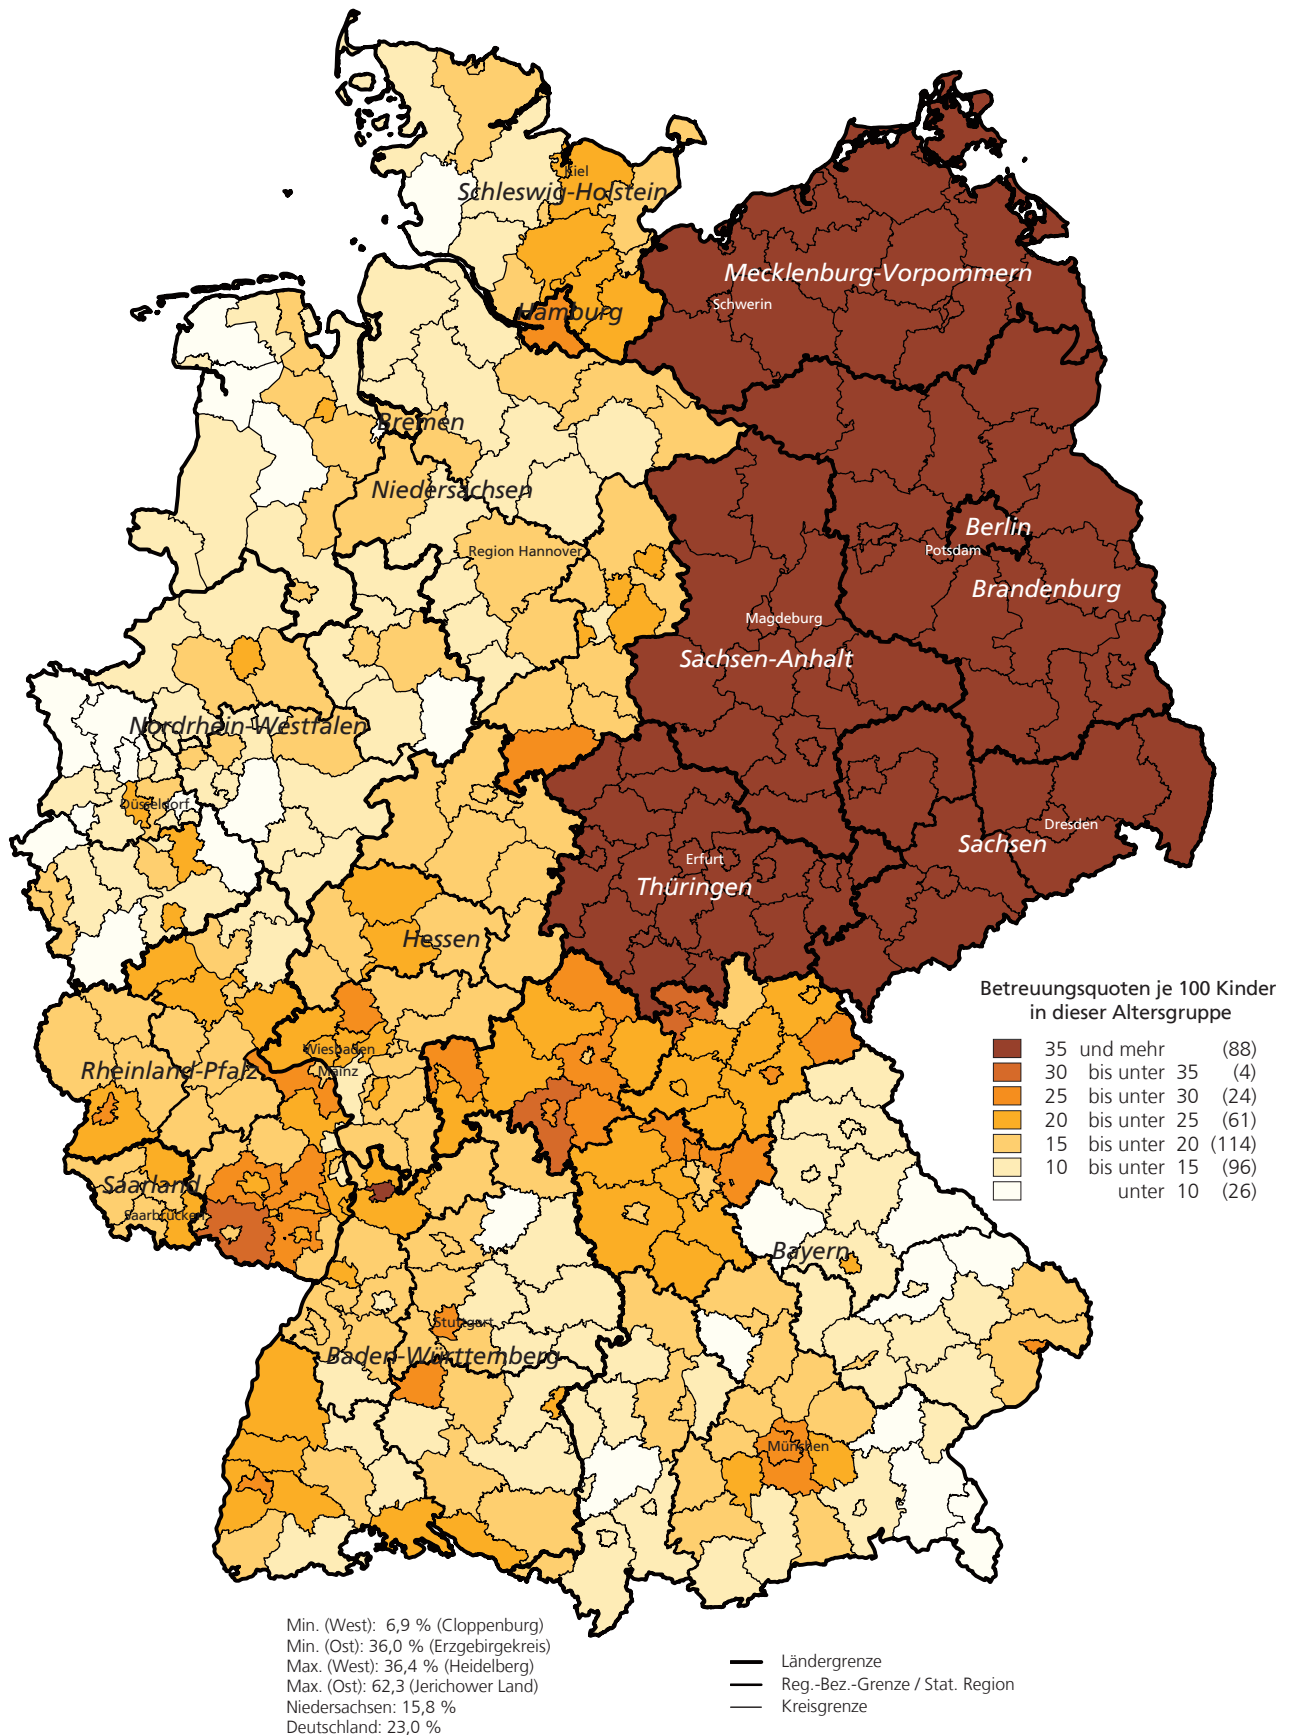 Kiel
Schleswig-Holstein
Mecklenburg-Vorpommern
Schwerin
Hamburg
Bremen
Niedersachsen
Berlin
Region Hannover
Potsdam
Brandenburg
Magdeburg
Sachsen-Anhalt
Nordrhein-Westfalen
Düsseldorf
Dresden
Sachsen
Erfurt
Thüringen
Hessen
Betreuungsquoten je 100 Kinder
in dieser Altersgruppe
35 und mehr (88)
30 bis unter 35 (4)
25 bis unter 30 (24)
20 bis unter 25 (61)
15 bis unter 20 (114)
10 bis unter 15 (96)
unter 10 (26)
Wiesbaden
Rheinland-Pfalz
Mainz
Saarland
Saarbrücken
Bayern
Stuttgart
Baden-Württemberg
München
Min. (West): 6,9 % (Cloppenburg)
Min. (Ost): 36,0 % (Erzgebirgekreis)
Max. (West): 36,4 % (Heidelberg)
Max. (Ost): 62,3 (Jerichower Land)
Niedersachsen: 15,8 %
Deutschland: 23,0 %
Ländergrenze
Reg.-Bez.-Grenze / Stat. Region
Kreisgrenze